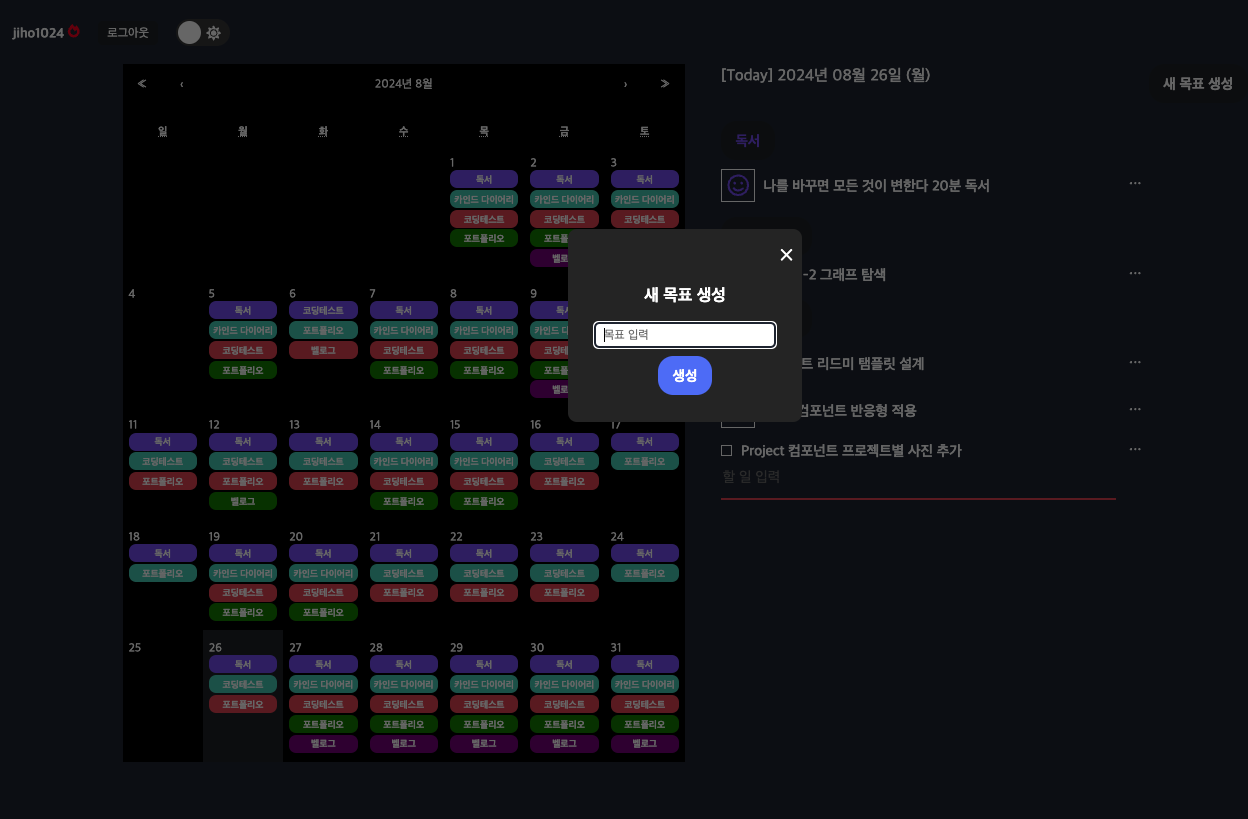 jiho1024 로그아웃
≪ ‹ 2024년 8월 › ≫
일 월 화 수 목 금 토
1 2 3
독서 독서 독서
카인드 다이어리 카인드 다이어리 카인드 다이어리
코딩테스트 코딩테스트 코딩테스트
포트폴리오
4 5 6 7 8 9
독서 코딩테스트 독서 독서
카인드 다이어리 포트폴리오 카인드 다이어리 카인드 다이어리
코딩테스트 벨로그 코딩테스트 코딩테스트
포트폴리오 포트폴리오 포트폴리오
11 12 13 14 15 16 17
독서 독서 독서 독서 독서 독서 독서
코딩테스트 코딩테스트 코딩테스트 카인드 다이어리 카인드 다이어리 코딩테스트 포트폴리오
포트폴리오 포트폴리오 포트폴리오 코딩테스트 코딩테스트 포트폴리오
벨로그 포트폴리오 포트폴리오
18 19 20 21 22 23 24
독서 독서 독서 독서 독서 독서 독서
포트폴리오 카인드 다이어리 카인드 다이어리 코딩테스트 코딩테스트 코딩테스트 포트폴리오
코딩테스트 코딩테스트 포트폴리오 포트폴리오 포트폴리오
포트폴리오 포트폴리오
25 26 27 28 29 30 31
독서 독서 독서 독서 독서 독서
코딩테스트 카인드 다이어리 카인드 다이어리 카인드 다이어리 카인드 다이어리 카인드 다이어리
포트폴리오 코딩테스트 코딩테스트 코딩테스트 코딩테스트 코딩테스트
포트폴리오 포트폴리오 포트폴리오 포트폴리오 포트폴리오
벨로그 벨로그 벨로그 벨로그 벨로그
[Today] 2024년 08월 26일 (월)
새 목표 생성
독서
나를 바꾸면 모든 것이 변한다 20분 독서 ...
-2 그래프 탐색 ...
트 리드미 탬플릿 설계 ...
컴포넌트 반응형 적용 ...
Project 컴포넌트 프로젝트별 사진 추가 ...
할 일 입력
새 목표 생성
목표 입력
생성